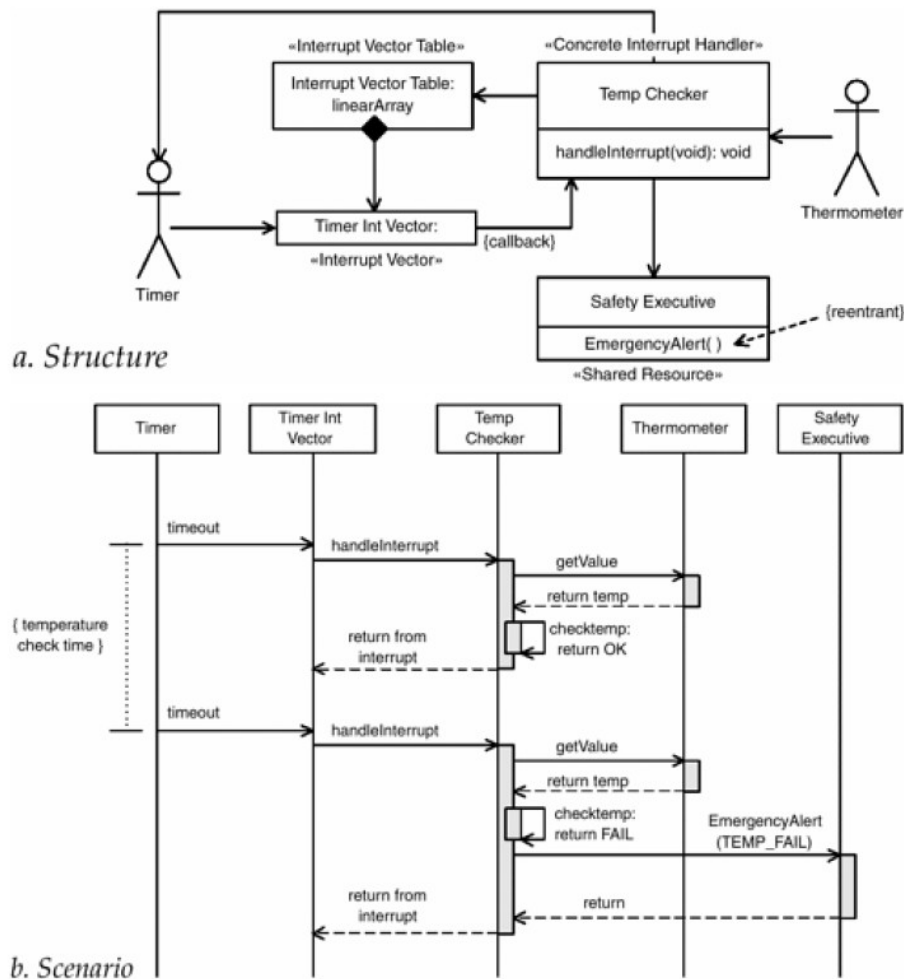 «Interrupt Vector Table»
«Concrete Interrupt Handler»
Interrupt Vector Table:
linearArray
Temp Checker
handleInterrupt(void): void
Thermometer
Timer Int Vector:
{callback}
«Interrupt Vector»
Timer
Safety Executive
{reentrant}
EmergencyAlert( )
«Shared Resource»
a. Structure
Timer
Timer Int
Vector
Temp
Checker
Thermometer
Safety
Executive
timeout
handleInterrupt
getValue
return temp
{ temperature
check time }
checktemp:
return OK
return from
interrupt
timeout
handleInterrupt
getValue
return temp
checktemp:
return FAIL
EmergencyAlert
(TEMP_FAIL)
return from
interrupt
return
b. Scenario